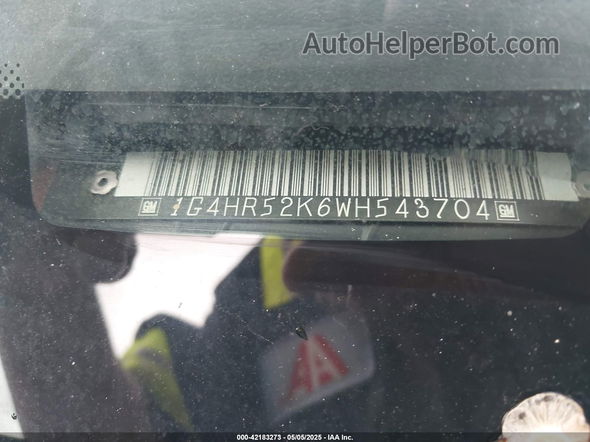 AutoHelperBot.com
GM 1G4HR52K6WH543704 GM
000-42183273 - 05/05/2025 - IAA Inc.